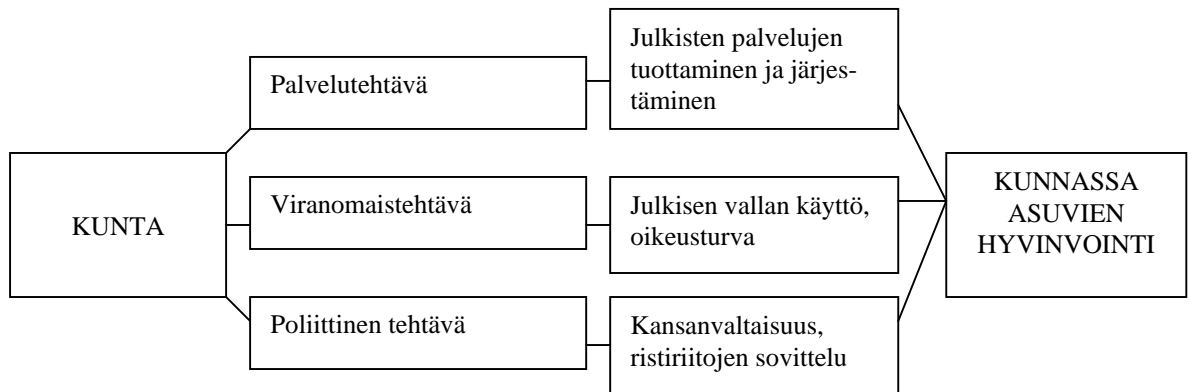 KUNTA
Palvelutehtävä
Julkisten palvelujen
tuottaminen ja järjes-
täminen
Viranomaistehtävä
Julkisen vallan käyttö,
oikeusturva
Poliittinen tehtävä
Kansanvaltaisuus,
ristiriitojen sovittelu
KUNNASSA
ASUVIEN
HYVINVOINTI